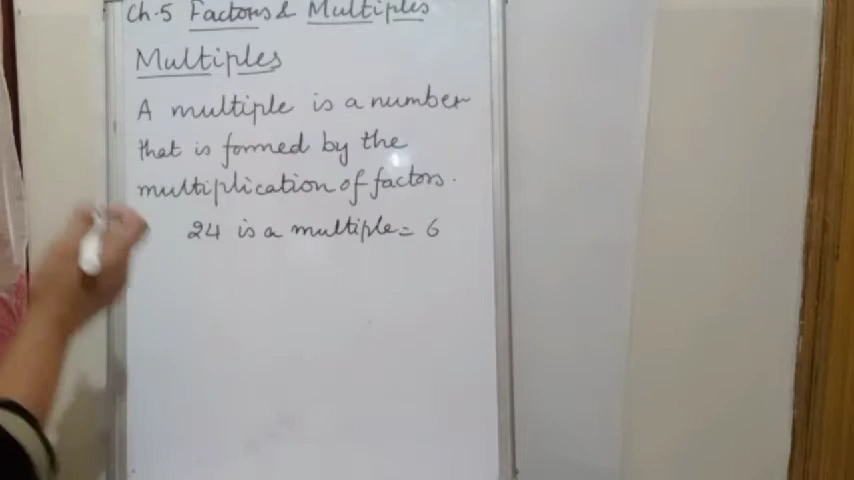 Ch.5 Factors & Multiples
Multiples
A multiple is a number
that is formed by the
multiplication of factors.
24 is a multiple = 6